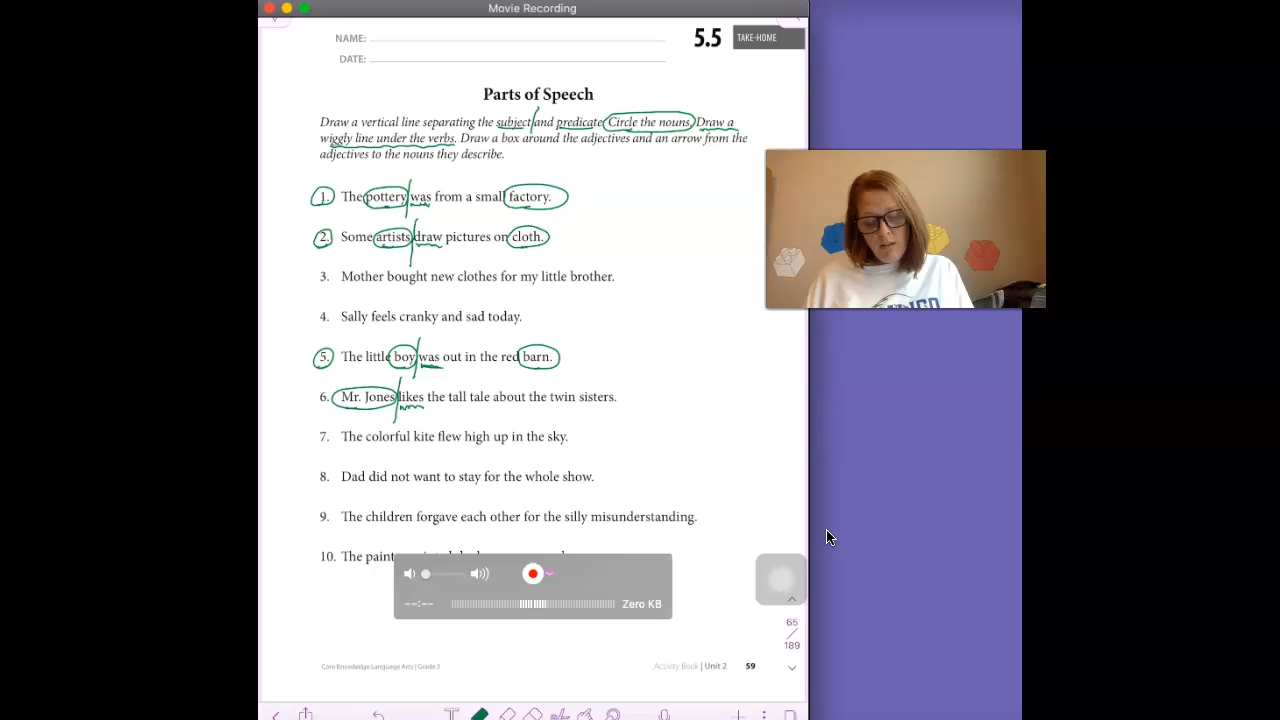 Movie Recording
NAME:
5.5
TAKE-HOME
DATE:
Parts of Speech
Draw a vertical line separating the subject and predicate. Circle the nouns. Draw a
wiggly line under the verbs. Draw a box around the adjectives and an arrow from the
adjectives to the nouns they describe.
1. The pottery was from a small factory.
2. Some artists draw pictures on cloth.
3. Mother bought new clothes for my little brother.
4. Sally feels cranky and sad today.
5. The little boy was out in the red barn.
6. Mr. Jones likes the tall tale about the twin sisters.
7. The colorful kite flew high up in the sky.
8. Dad did not want to stay for the whole show.
9. The children forgave each other for the silly misunderstanding.
10. The
--:--
Zero KB
65
/
189
Core Knowledge Language Arts | Grade 3
Activity Book | Unit 2 59